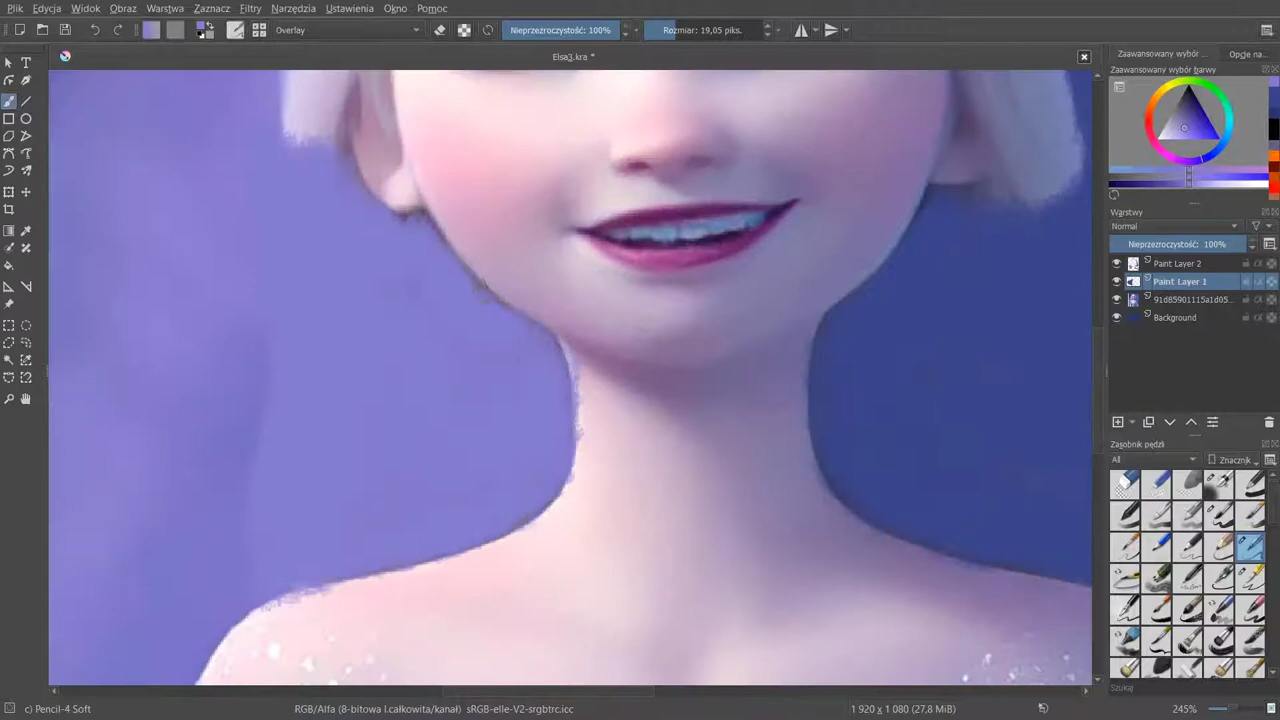 Plik Edycja Widok Obraz Warstwa Zaznacz Filtry Narzędzia Ustawienia Okno Pomoc
Overlay Nieprzezroczystość: 100% Rozmiar: 19,05 piks.
Elsa3.kra *
Zaawansowany wybór ... Opcje na...
Zaawansowany wybór barwy
Warstwy
Normal
Nieprzezroczystość: 100%
Paint Layer 2
Paint Layer 1
91d85901115a1d05...
Background
Zasobnik pędzli
All Znacznik
Szukaj
c) Pencil-4 Soft RGB/Alfa (8-bitowa l.całkowita/kanał) sRGB-elle-V2-srgbtrc.icc 1 920 x 1 080 (27,8 MiB) 245%